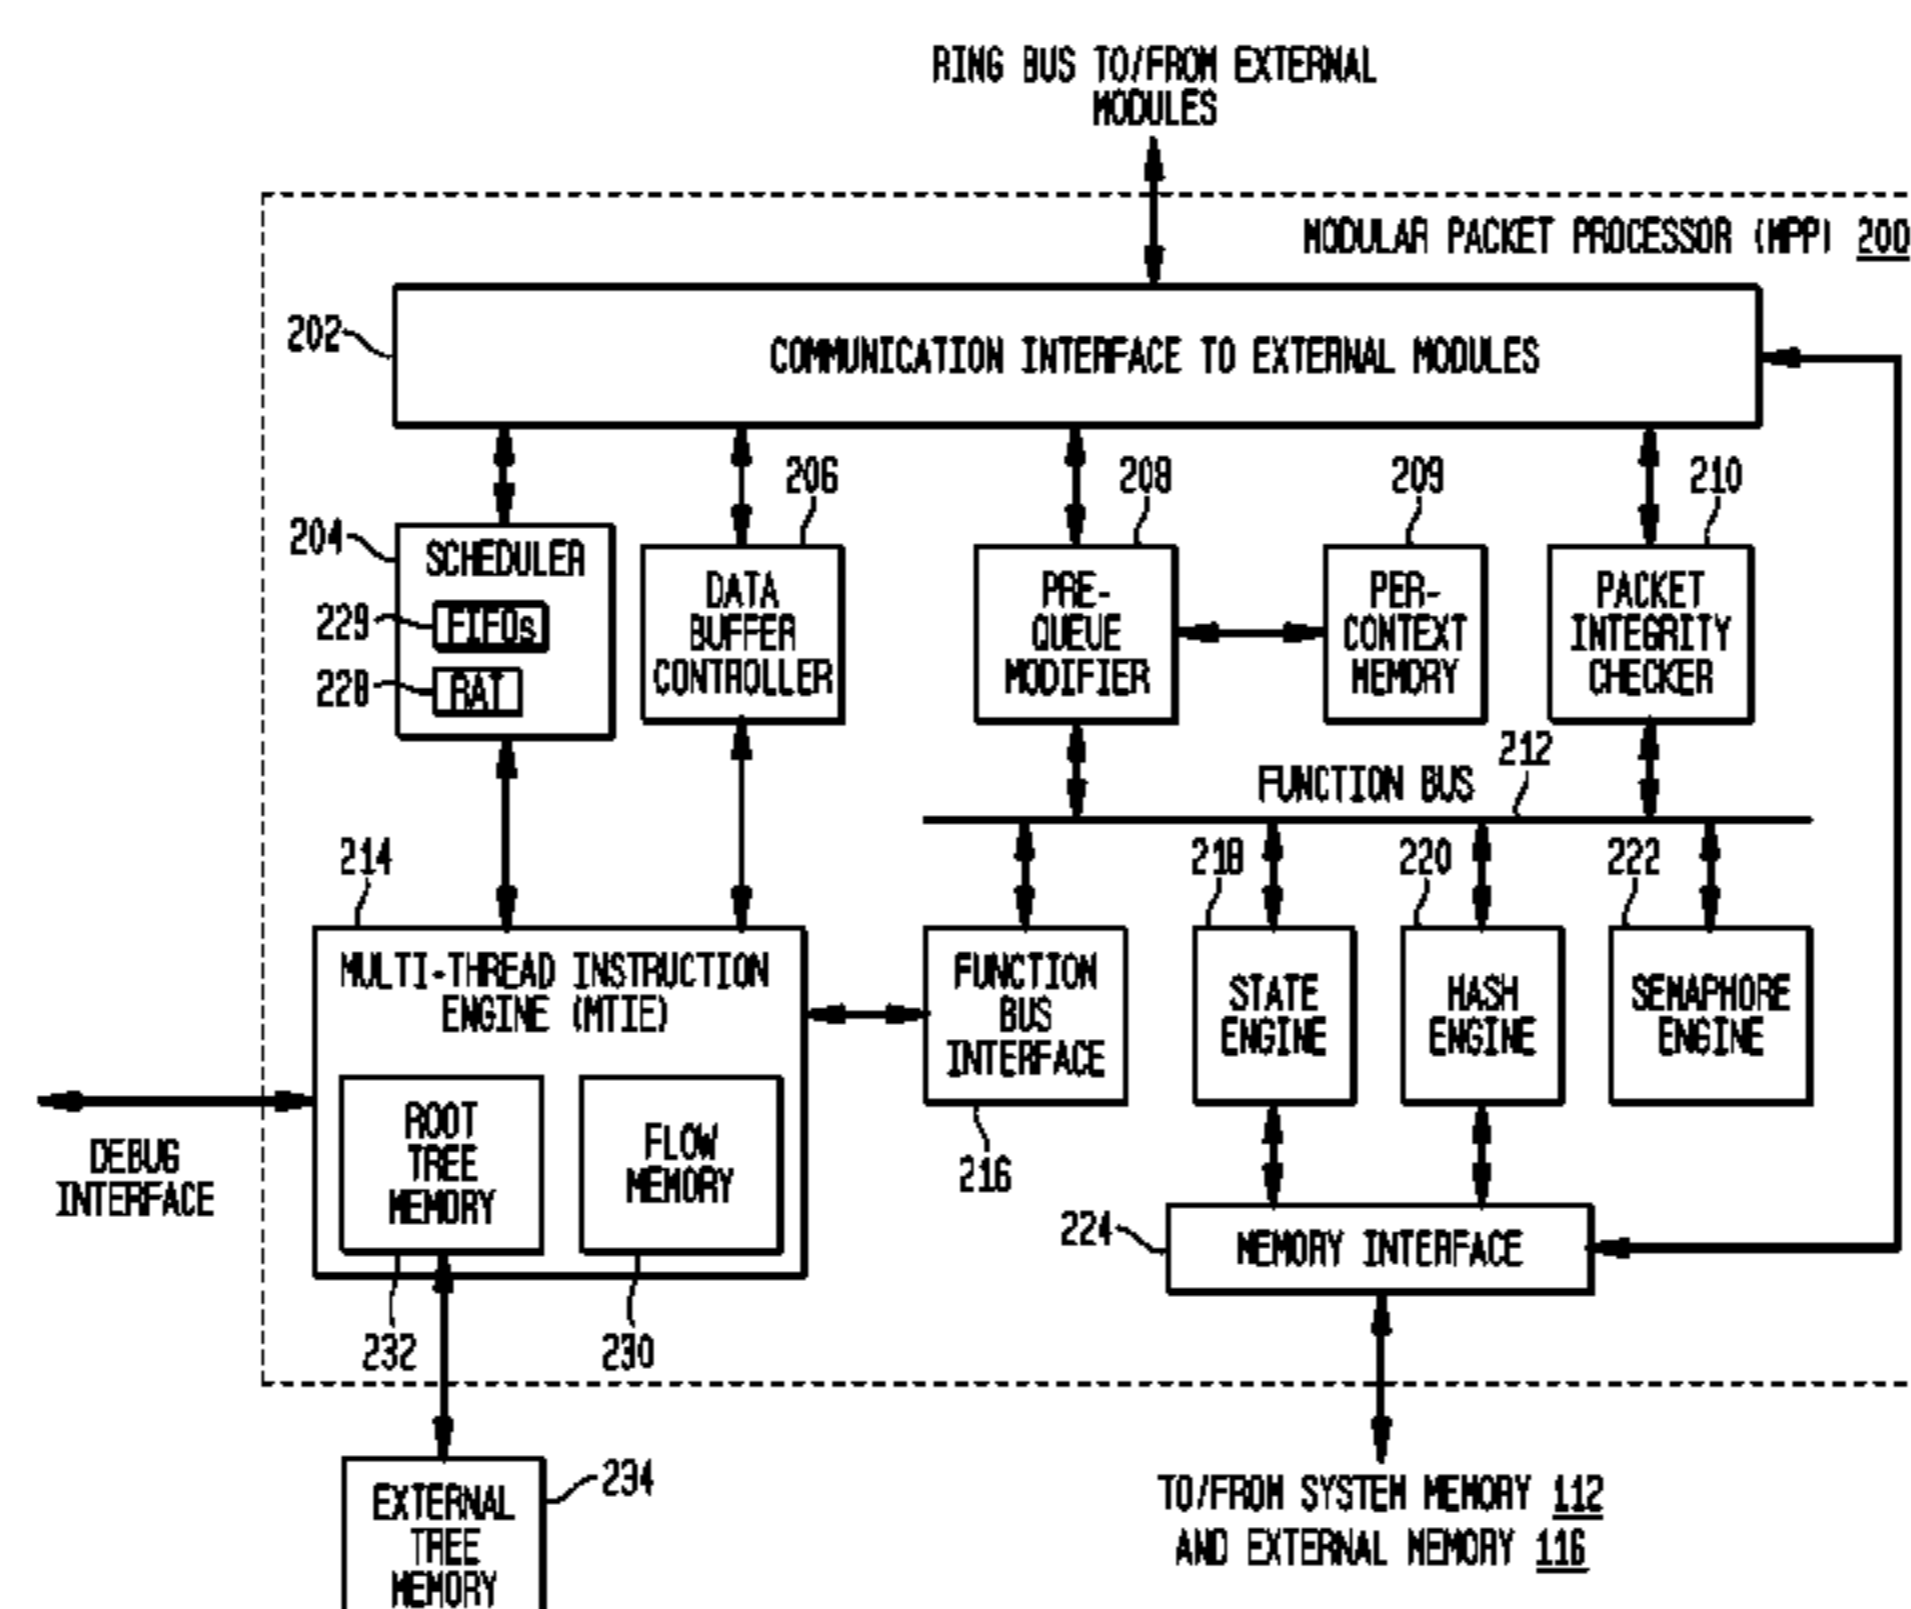 RING BUS TO/FROM EXTERNAL
MODULES
MODULAR PACKET PROCESSOR (MPP) 200
202
COMMUNICATION INTERFACE TO EXTERNAL MODULES
206
208
209
210
204
SCHEDULER
229
FIFOs
228
RAT
DATA
BUFFER
CONTROLLER
PRE-
QUEUE
MODIFIER
PER-
CONTEXT
MEMORY
PACKET
INTEGRITY
CHECKER
212
FUNCTION BUS
214
218
220
222
MULTI-THREAD INSTRUCTION
ENGINE (MTIE)
FUNCTION
BUS
INTERFACE
STATE
ENGINE
HASH
ENGINE
SEMAPHORE
ENGINE
DEBUG
INTERFACE
ROOT
TREE
MEMORY
FLOW
MEMORY
216
224
MEMORY INTERFACE
232
230
234
EXTERNAL
TREE
MEMORY
TO/FROM SYSTEM MEMORY 112
AND EXTERNAL MEMORY 116